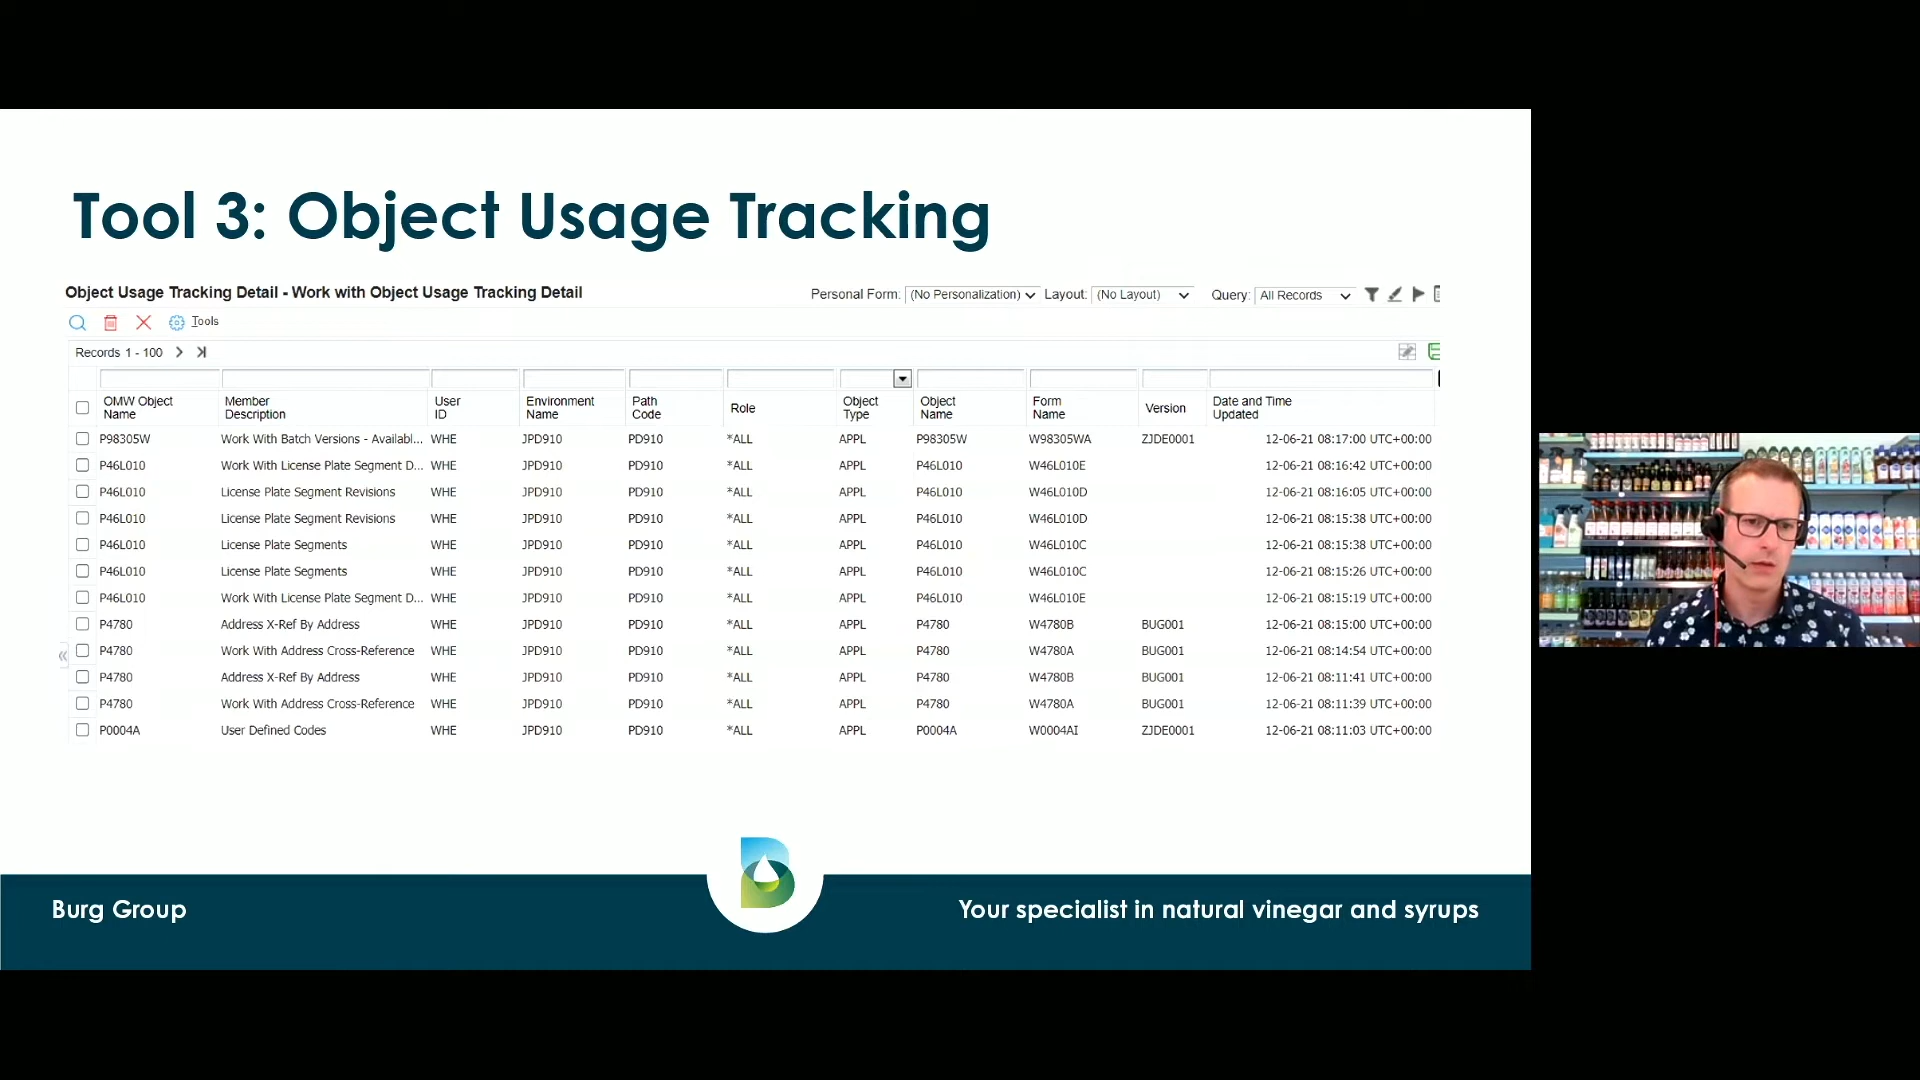 Tool 3: Object Usage Tracking
Object Usage Tracking Detail - Work with Object Usage Tracking Detail
Personal Form: (No Personalization) Layout: (No Layout) Query: All Records
Tools
Records 1 - 100
OMW Object Name Member Description User ID Environment Name Path Code Role Object Type Object Name Form Name Version Date and Time Updated
P98305W Work With Batch Versions - Availabl... WHE JPD910 PD910 *ALL APPL P98305W W98305WA ZJDE0001 12-06-21 08:17:00 UTC+00:00
P46L010 Work With License Plate Segment D... WHE JPD910 PD910 *ALL APPL P46L010 W46L010E 12-06-21 08:16:42 UTC+00:00
P46L010 License Plate Segment Revisions WHE JPD910 PD910 *ALL APPL P46L010 W46L010D 12-06-21 08:16:05 UTC+00:00
P46L010 License Plate Segment Revisions WHE JPD910 PD910 *ALL APPL P46L010 W46L010D 12-06-21 08:15:38 UTC+00:00
P46L010 License Plate Segments WHE JPD910 PD910 *ALL APPL P46L010 W46L010C 12-06-21 08:15:38 UTC+00:00
P46L010 License Plate Segments WHE JPD910 PD910 *ALL APPL P46L010 W46L010C 12-06-21 08:15:26 UTC+00:00
P46L010 Work With License Plate Segment D... WHE JPD910 PD910 *ALL APPL P46L010 W46L010E 12-06-21 08:15:19 UTC+00:00
P4780 Address X-Ref By Address WHE JPD910 PD910 *ALL APPL P4780 W4780B BUG001 12-06-21 08:15:00 UTC+00:00
P4780 Work With Address Cross-Reference WHE JPD910 PD910 *ALL APPL P4780 W4780A BUG001 12-06-21 08:14:54 UTC+00:00
P4780 Address X-Ref By Address WHE JPD910 PD910 *ALL APPL P4780 W4780B BUG001 12-06-21 08:11:41 UTC+00:00
P4780 Work With Address Cross-Reference WHE JPD910 PD910 *ALL APPL P4780 W4780A BUG001 12-06-21 08:11:39 UTC+00:00
P0004A User Defined Codes WHE JPD910 PD910 *ALL APPL P0004A W0004AI ZJDE0001 12-06-21 08:11:03 UTC+00:00
Burg Group
Your specialist in natural vinegar and syrups